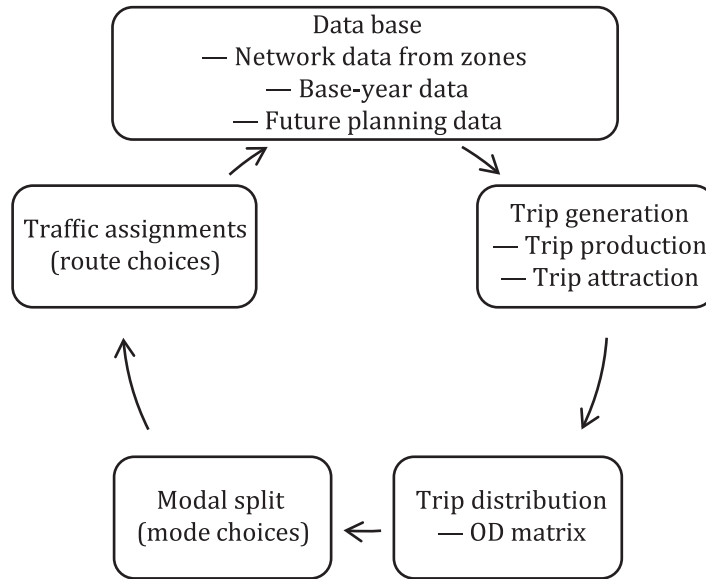 Data base
— Network data from zones
— Base-year data
— Future planning data
Trip generation
— Trip production
— Trip attraction
Trip distribution
— OD matrix
Modal split
(mode choices)
Traffic assignments
(route choices)